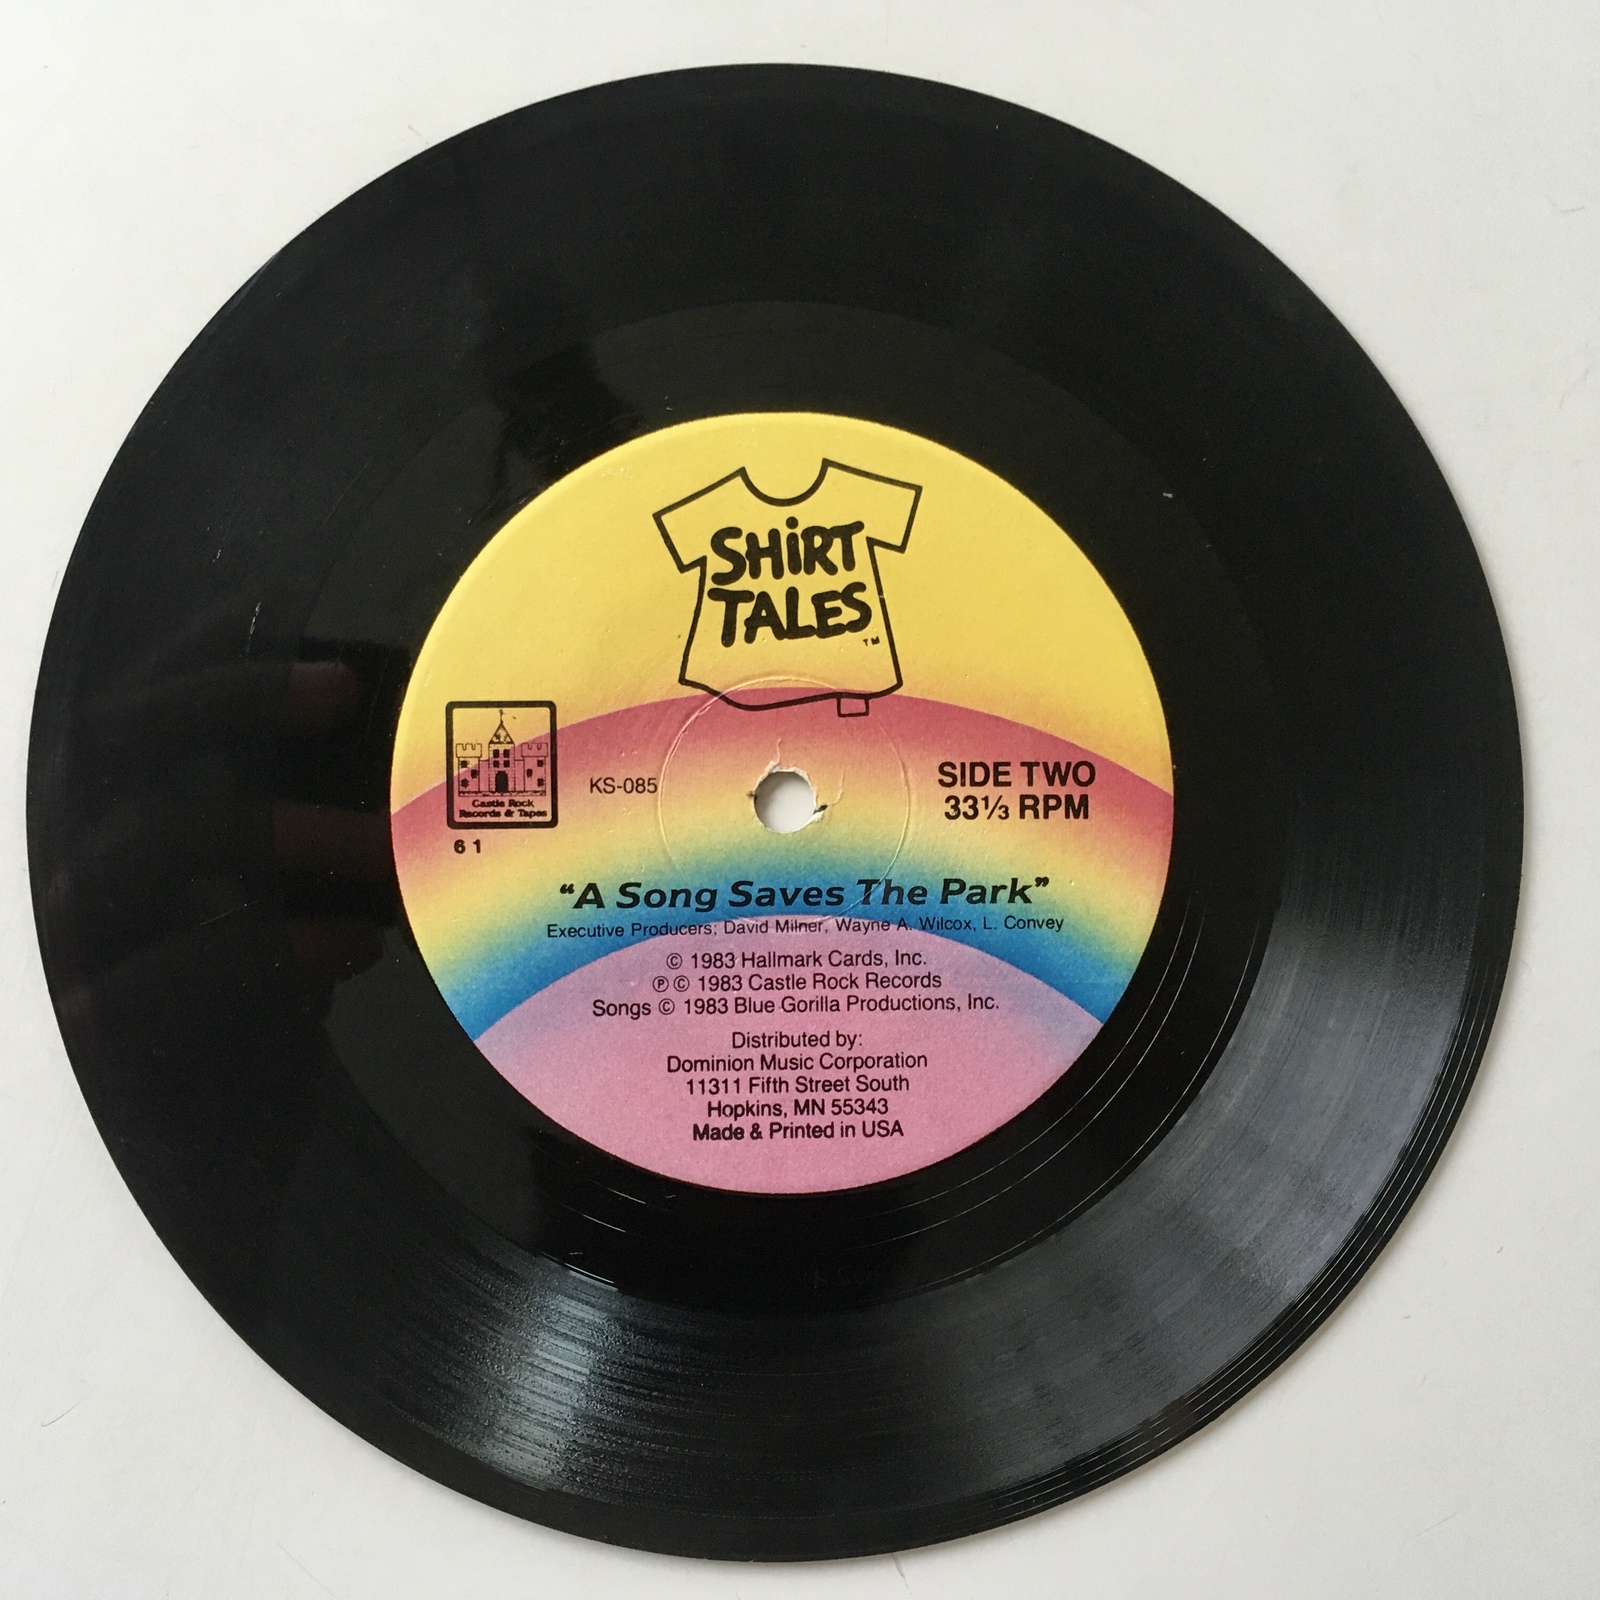 SHiRT
TALES
TM
Castle Rock
Records & Tapes
6 1
KS-085
SIDE TWO
33⅓ RPM
"A Song Saves The Park"
Executive Producers; David Milner, Wayne A. Wilcox, L. Convey
© 1983 Hallmark Cards, Inc.
℗ © 1983 Castle Rock Records
Songs © 1983 Blue Gorilla Productions, Inc.
Distributed by:
Dominion Music Corporation
11311 Fifth Street South
Hopkins, MN 55343
Made & Printed in USA